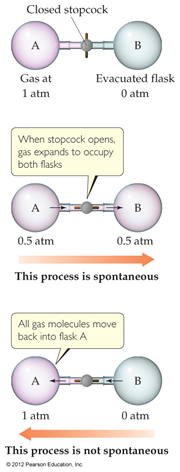 Closed stopcock
A
B
Gas at
1 atm
Evacuated flask
0 atm
When stopcock opens,
gas expands to occupy
both flasks
A
B
0.5 atm
0.5 atm
This process is spontaneous
All gas molecules move
back into flask A
A
B
1 atm
0 atm
This process is not spontaneous
© 2012 Pearson Education, Inc.